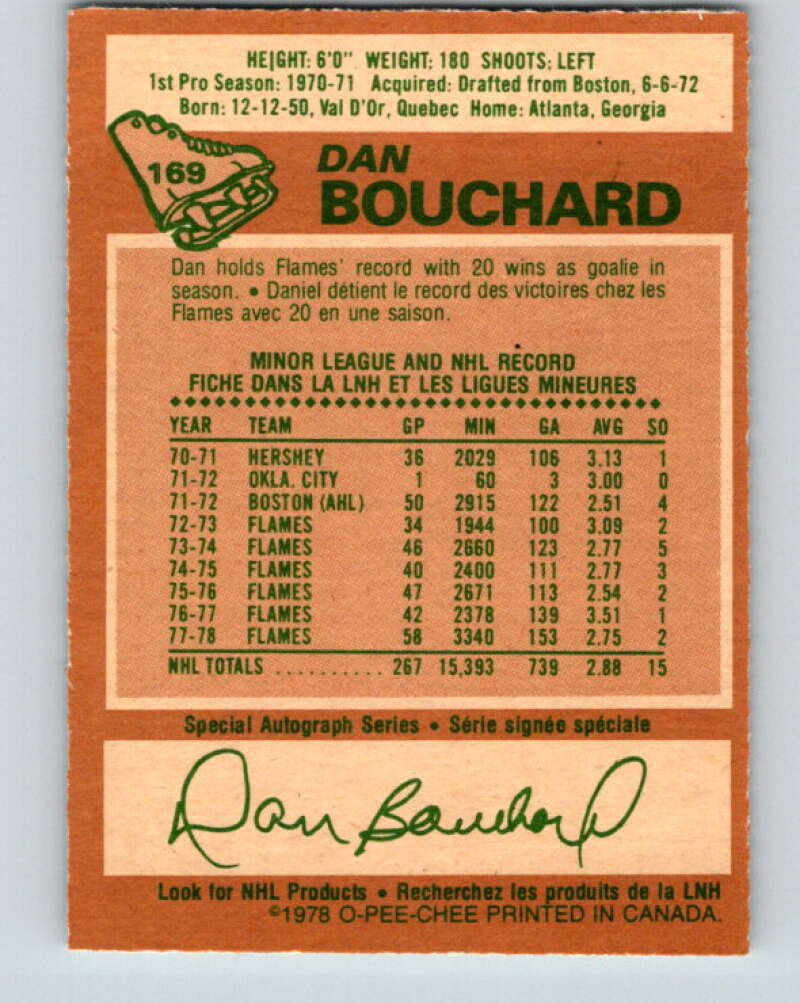 HEIGHT: 6'0" WEIGHT: 180 SHOOTS: LEFT
1st Pro Season: 1970-71 Acquired: Drafted from Boston, 6-6-72
Born: 12-12-50, Val D'Or, Quebec Home: Atlanta, Georgia
169
DAN
BOUCHARD
Dan holds Flames' record with 20 wins as goalie in
season. • Daniel détient le record des victoires chez les
Flames avec 20 en une saison.
MINOR LEAGUE AND NHL RECORD
FICHE DANS LA LNH ET LES LIGUES MINEURES
YEAR TEAM GP MIN GA AVG SO
70-71 HERSHEY 36 2029 106 3.13 1
71-72 OKLA. CITY 1 60 3 3.00 0
71-72 BOSTON (AHL) 50 2915 122 2.51 4
72-73 FLAMES 34 1944 100 3.09 2
73-74 FLAMES 46 2660 123 2.77 5
74-75 FLAMES 40 2400 111 2.77 3
75-76 FLAMES 47 2671 113 2.54 2
76-77 FLAMES 42 2378 139 3.51 1
77-78 FLAMES 58 3340 153 2.75 2
NHL TOTALS .......... 267 15,393 739 2.88 15
Special Autograph Series • Série signée spéciale
Dan Bouchard
Look for NHL Products • Recherchez les produits de la LNH
©1978 O-PEE-CHEE PRINTED IN CANADA.